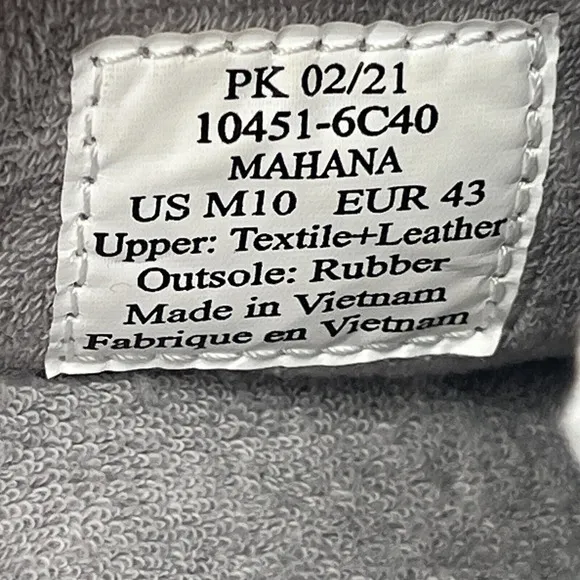 PK 02/21
10451-6C40
MAHANA
US M10 EUR 43
Upper: Textile+Leather
Outsole: Rubber
Made in Vietnam
Fabrique en Vietnam